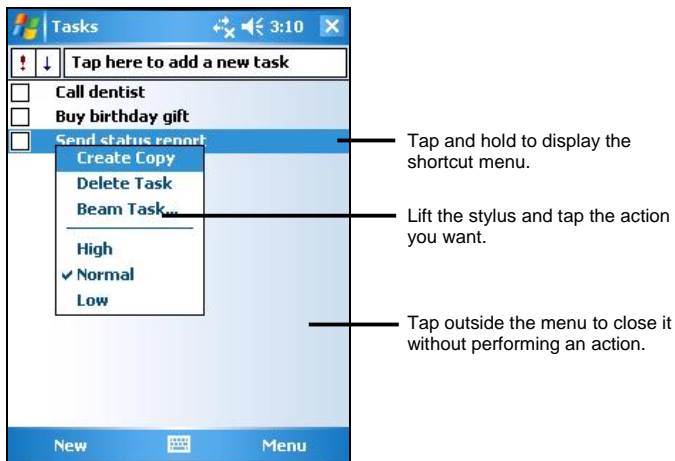 Tasks 3:10
! ↓ Tap here to add a new task
Call dentist
Buy birthday gift
Send status report
Create Copy
Delete Task
Beam Task...
High
Normal
Low
New Menu
Tap and hold to display the
shortcut menu.
Lift the stylus and tap the action
you want.
Tap outside the menu to close it
without performing an action.